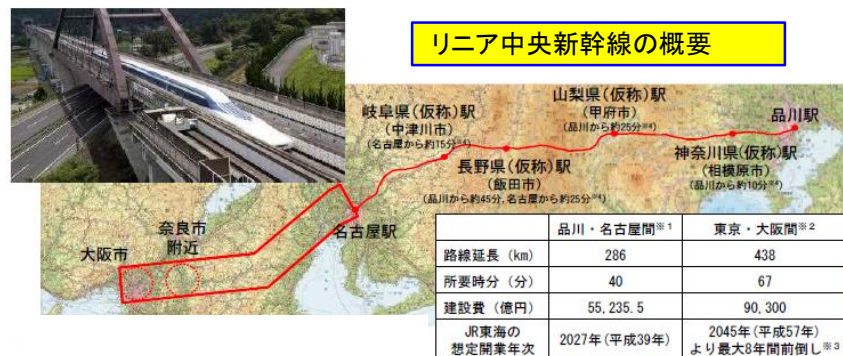 リニア中央新幹線の概要
岐阜県(仮称)駅
(中津川市)
(名古屋から約15分※4)
山梨県(仮称)駅
(甲府市)
(品川から約25分※4)
品川駅
長野県(仮称)駅
(飯田市)
(品川から約45分,名古屋から約25分※4)
神奈川県(仮称)駅
(相模原市)
(品川から約10分※4)
名古屋駅
奈良市
附近
大阪市
品川・名古屋間※1 東京・大阪間※2
路線延長(km) 286 438
所要時分(分) 40 67
建設費(億円) 55,235.5 90,300
JR東海の
想定開業年次 2027年(平成39年) 2045年(平成57年)
より最大8年間前倒し※3